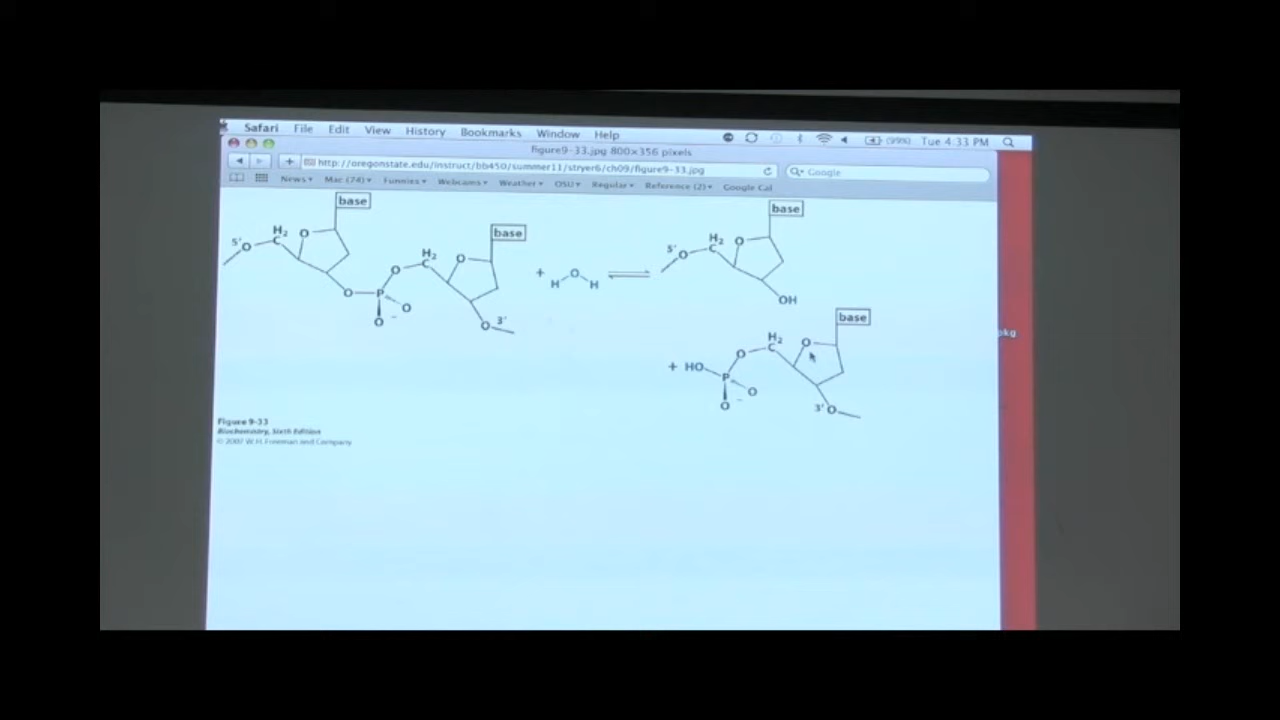 Safari File Edit View History Bookmarks Window Help (99%) Tue 4:33 PM
figure9-33.jpg 800×356 pixels
http://oregonstate.edu/instruct/bb450/summer11/stryer6/ch09/figure9-33.jpg Google
News Mac (74) Funnies Webcams Weather OSU Regular Reference (2) Google Cal
base base
base
5' O H2 C O H2 C O + H O H 5' O H2 C O
O P O O O - O 3' OH
base
+ HO P O O - O H2 C O 3' O
pkg
Figure 9-33
Biochemistry, Sixth Edition
© 2007 W.H. Freeman and Company